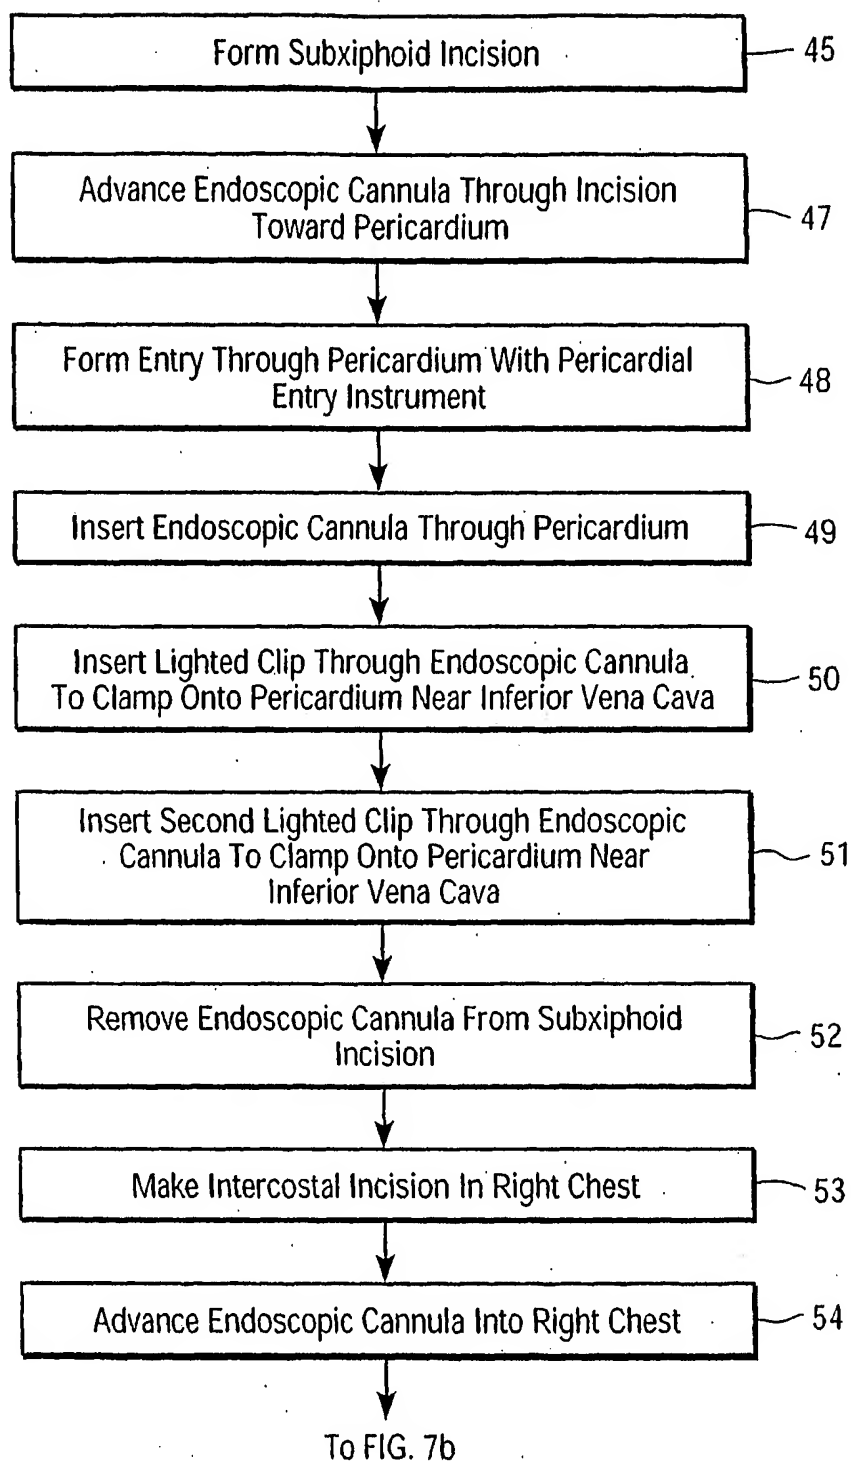 Form Subxiphoid Incision
45
Advance Endoscopic Cannula Through Incision
Toward Pericardium
47
Form Entry Through Pericardium With Pericardial
Entry Instrument
48
Insert Endoscopic Cannula Through Pericardium
49
Insert Lighted Clip Through Endoscopic Cannula
To Clamp Onto Pericardium Near Inferior Vena Cava
50
Insert Second Lighted Clip Through Endoscopic
Cannula To Clamp Onto Pericardium Near
Inferior Vena Cava
51
Remove Endoscopic Cannula From Subxiphoid
Incision
52
Make Intercostal Incision In Right Chest
53
Advance Endoscopic Cannula Into Right Chest
54
To FIG. 7b